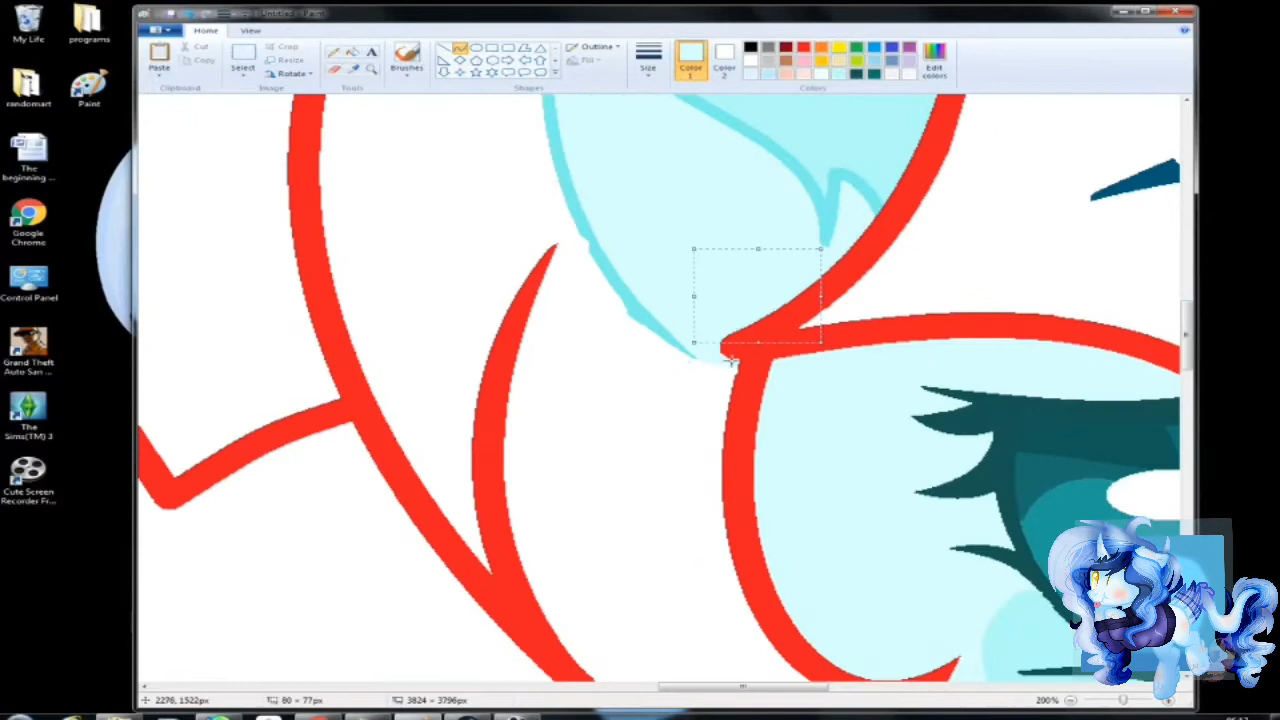 Untitled - Paint
Home
View
Paste
Cut
Copy
Clipboard
Select
Crop
Resize
Rotate
Image
Tools
Brushes
Shapes
Outline
Fill
Size
Color 1
Color 2
Edit colors
Colors
My Life
programs
randomart
Paint
The beginning ...
Google Chrome
Control Panel
Grand Theft Auto San ...
The Sims(TM) 3
Cute Screen Recorder Fr...
2276, 1522px
80 × 77px
3824 × 3796px
200%